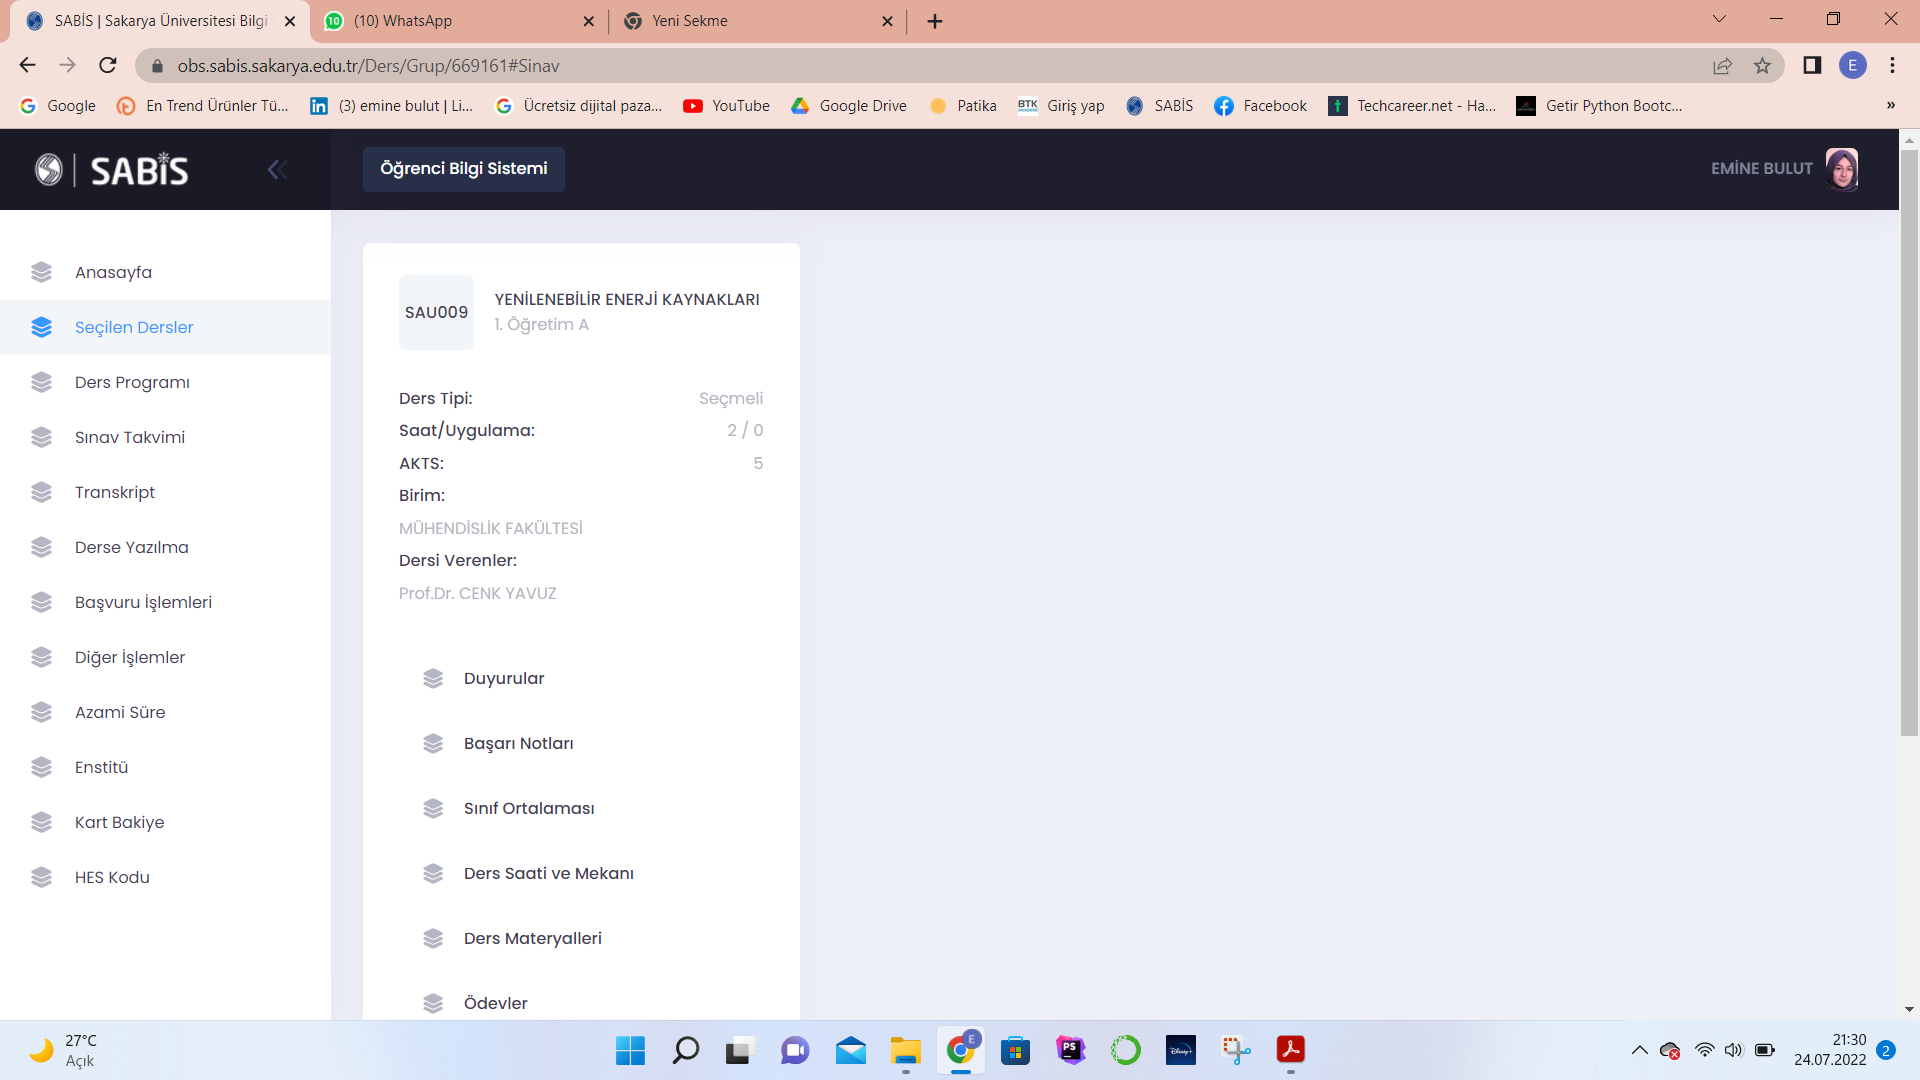 SABİS | Sakarya Üniversitesi Bilgi
10
(10) WhatsApp
Yeni Sekme
obs.sabis.sakarya.edu.tr/Ders/Grup/669161#Sinav
E
Google
En Trend Ürünler Tü...
(3) emine bulut | Li...
Ücretsiz dijital paza...
YouTube
Google Drive
Patika
BTK
Giriş yap
SABİS
Facebook
Techcareer.net - Ha...
Getir Python Bootc...
»
SABİS
Öğrenci Bilgi Sistemi
EMİNE BULUT
Anasayfa
Seçilen Dersler
Ders Programı
Sınav Takvimi
Transkript
Derse Yazılma
Başvuru İşlemleri
Diğer İşlemler
Azami Süre
Enstitü
Kart Bakiye
HES Kodu
SAU009
YENİLENEBİLİR ENERJİ KAYNAKLARI
1. Öğretim A
Ders Tipi:
Seçmeli
Saat/Uygulama:
2 / 0
AKTS:
5
Birim:
MÜHENDİSLİK FAKÜLTESİ
Dersi Verenler:
Prof.Dr. CENK YAVUZ
Duyurular
Başarı Notları
Sınıf Ortalaması
Ders Saati ve Mekanı
Ders Materyalleri
Ödevler
27°C
Açık
E
PS
Disney+
21:30
24.07.2022
2